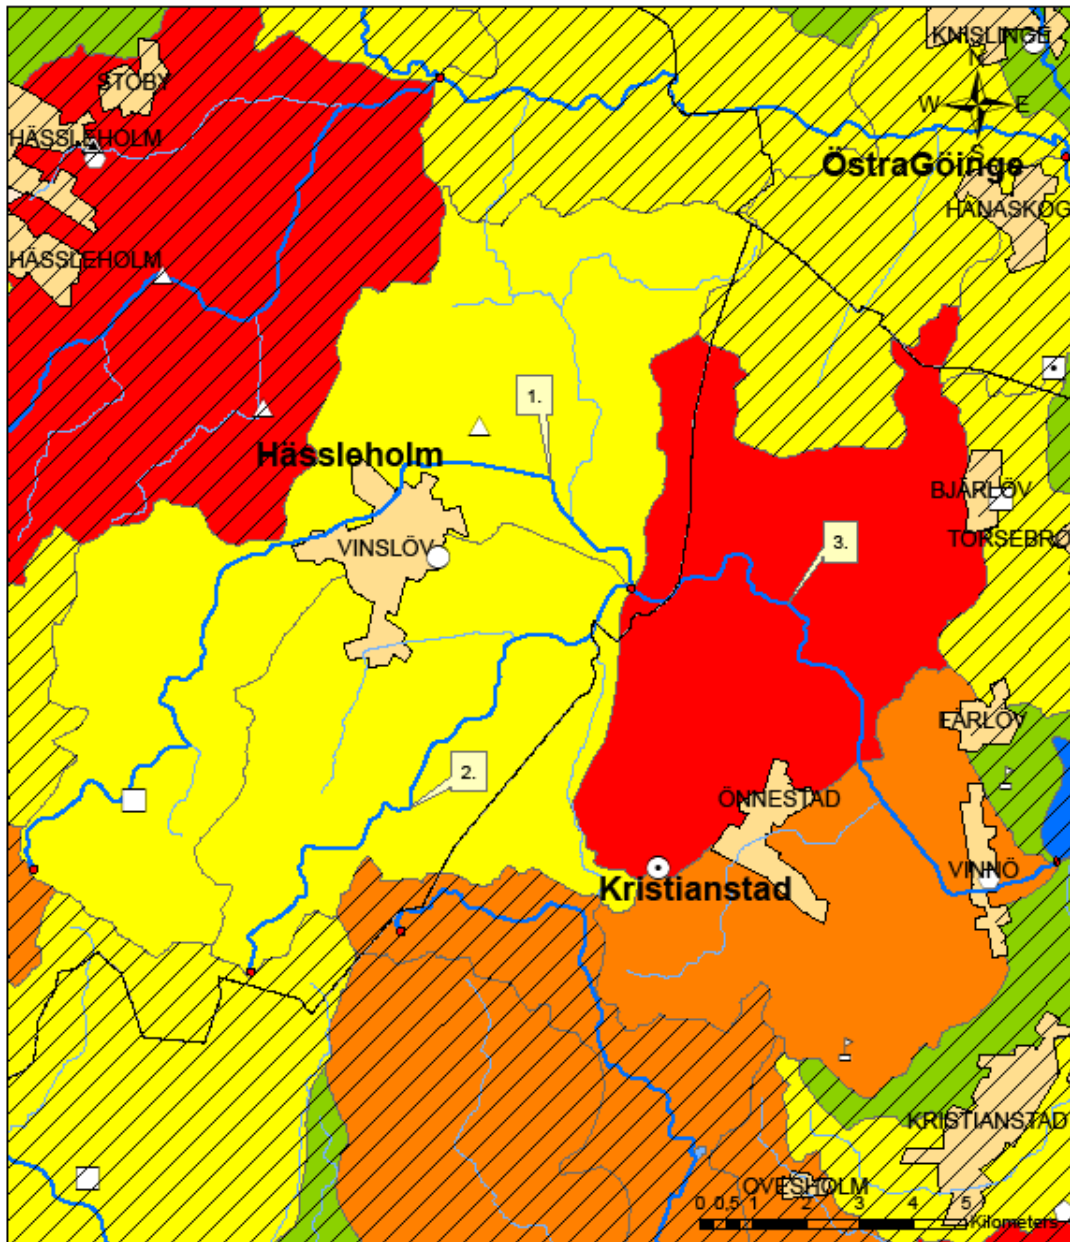 KNISLINGE
N
STOBY
W E
HÄSSLEHOLM
S
ÖstraGöinge
HANASKOG
HÄSSLEHOLM
1.
Hässleholm
BJÄRLÖV
VINSLÖV
3.
TORSEBRO
FÄRLÖV
2.
ÖNNESTAD
VINNÖ
Kristianstad
KRISTIANSTAD
OVESHOLM
0 0,5 1 2 3 4 5
Kilometers